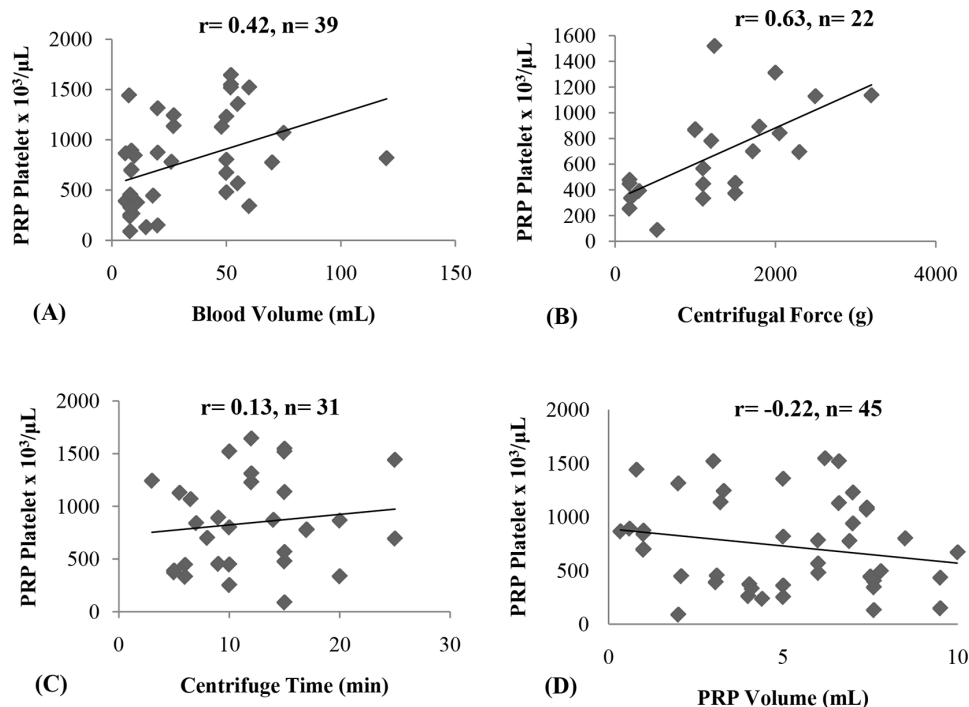 r= 0.42, n= 39
PRP Platelet x 10³/µL
2000
1500
1000
500
0
0 50 100 150
(A) Blood Volume (mL)
r= 0.63, n= 22
PRP Platelet x 10³/µL
1600
1400
1200
1000
800
600
400
200
0
0 2000 4000
(B) Centrifugal Force (g)
r= 0.13, n= 31
PRP Platelet x 10³/µL
2000
1500
1000
500
0
0 10 20 30
(C) Centrifuge Time (min)
r= -0.22, n= 45
PRP Platelet x 10³/µL
2000
1500
1000
500
0
0 5 10
(D) PRP Volume (mL)